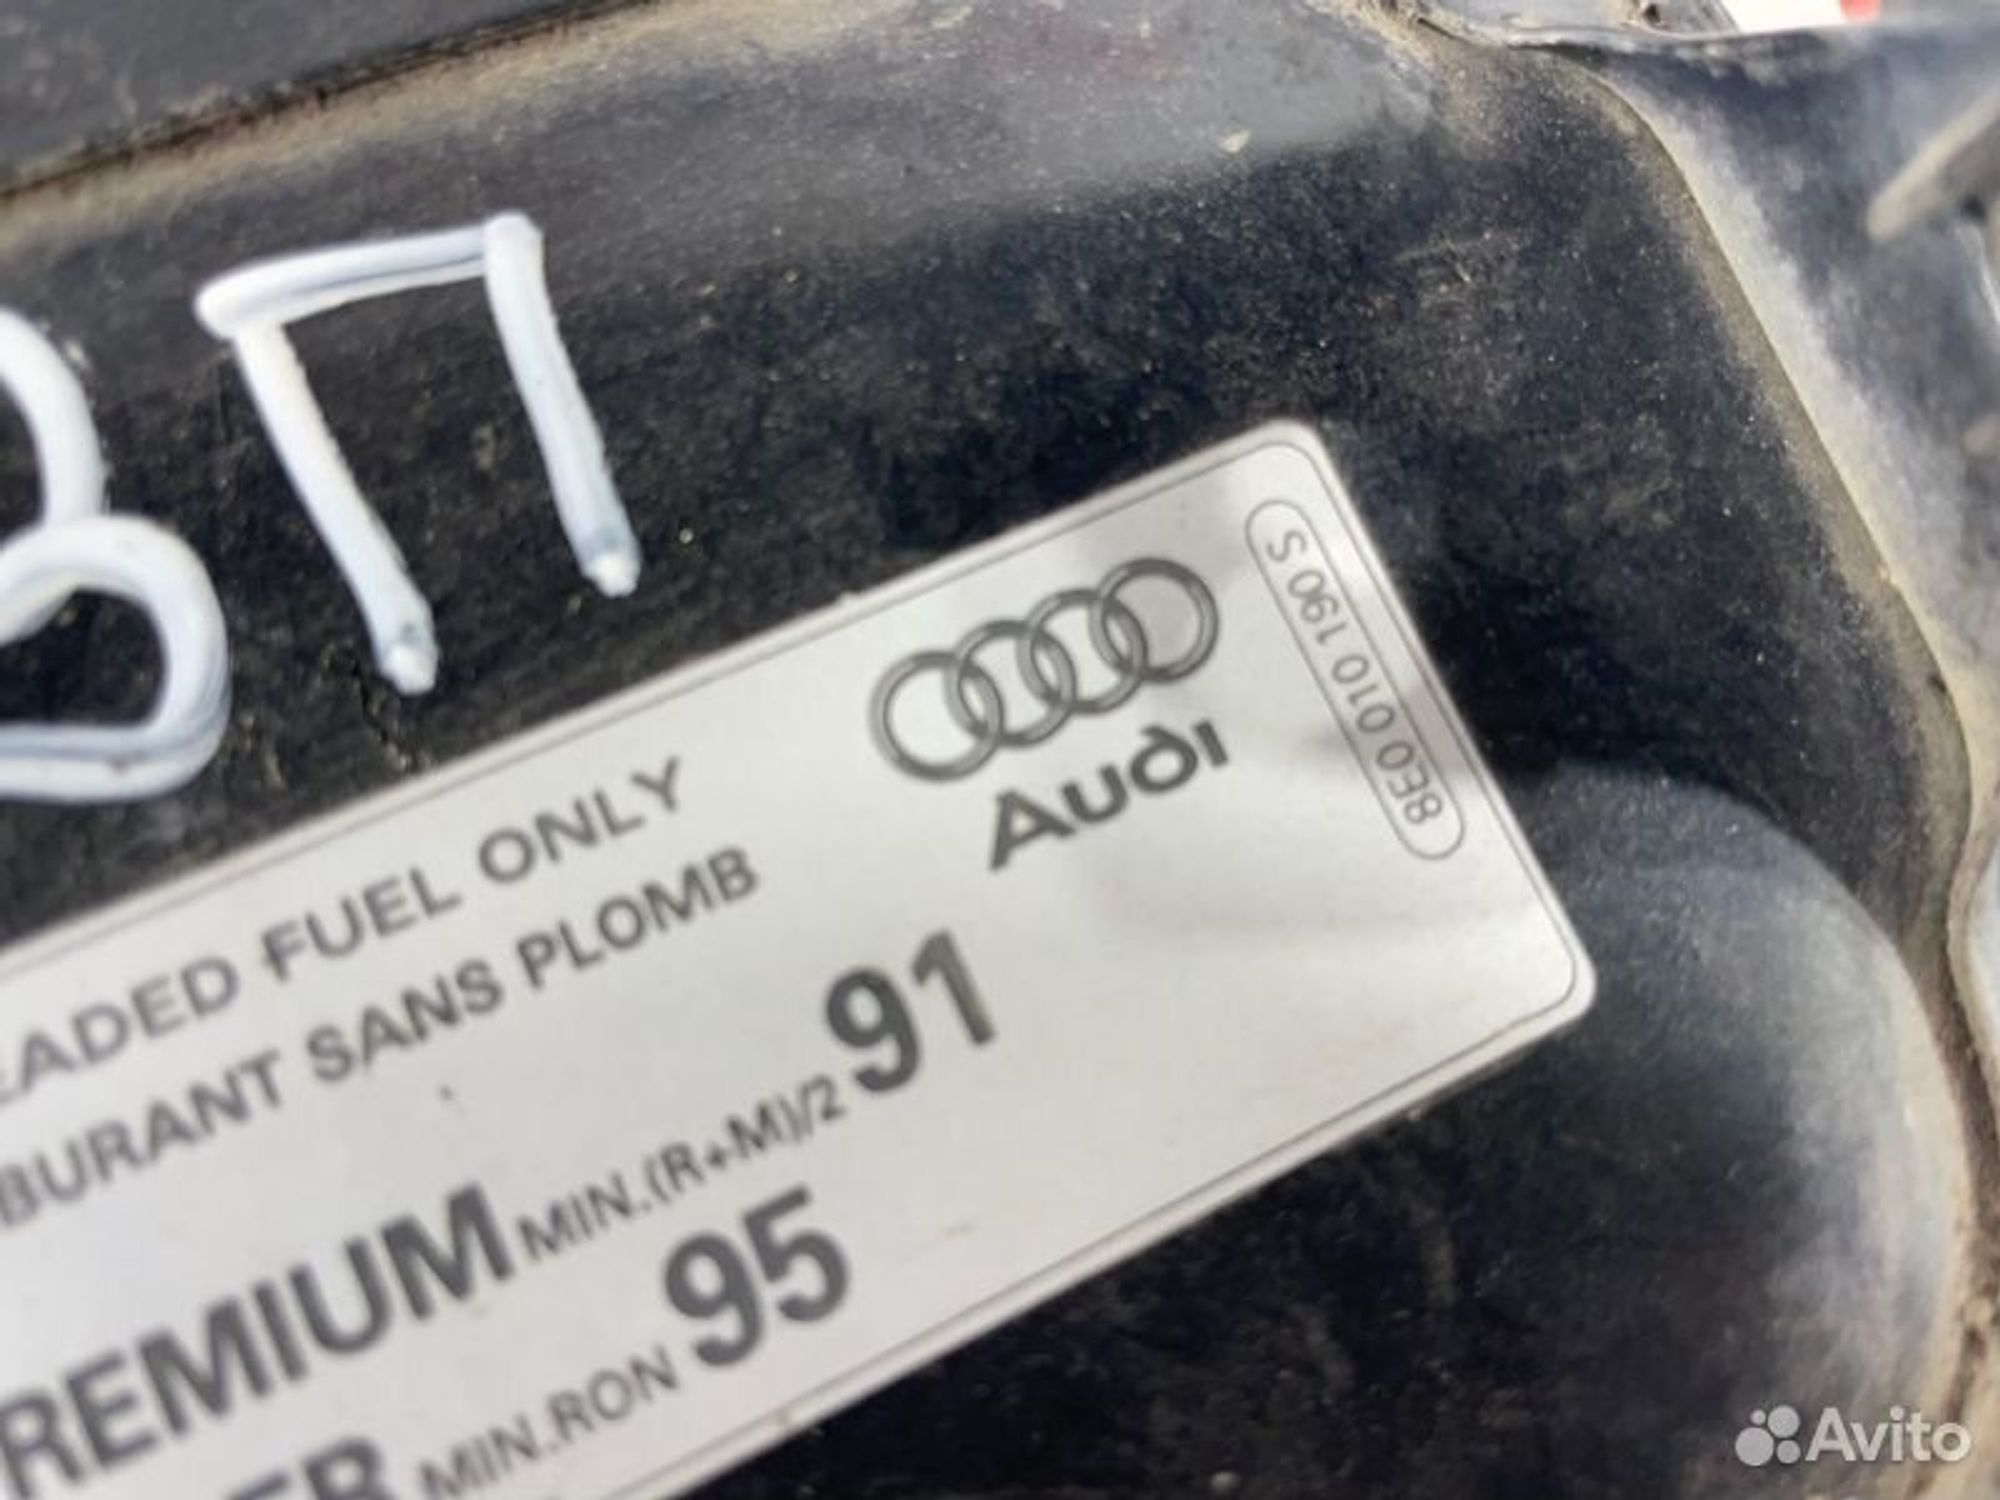 ЗП
EADED FUEL ONLY
BURANT SANS PLOMB
REMIUM MIN.(R+M)/2 91
ER MIN.RON 95
Audi
8E0 010 190 S
Avito